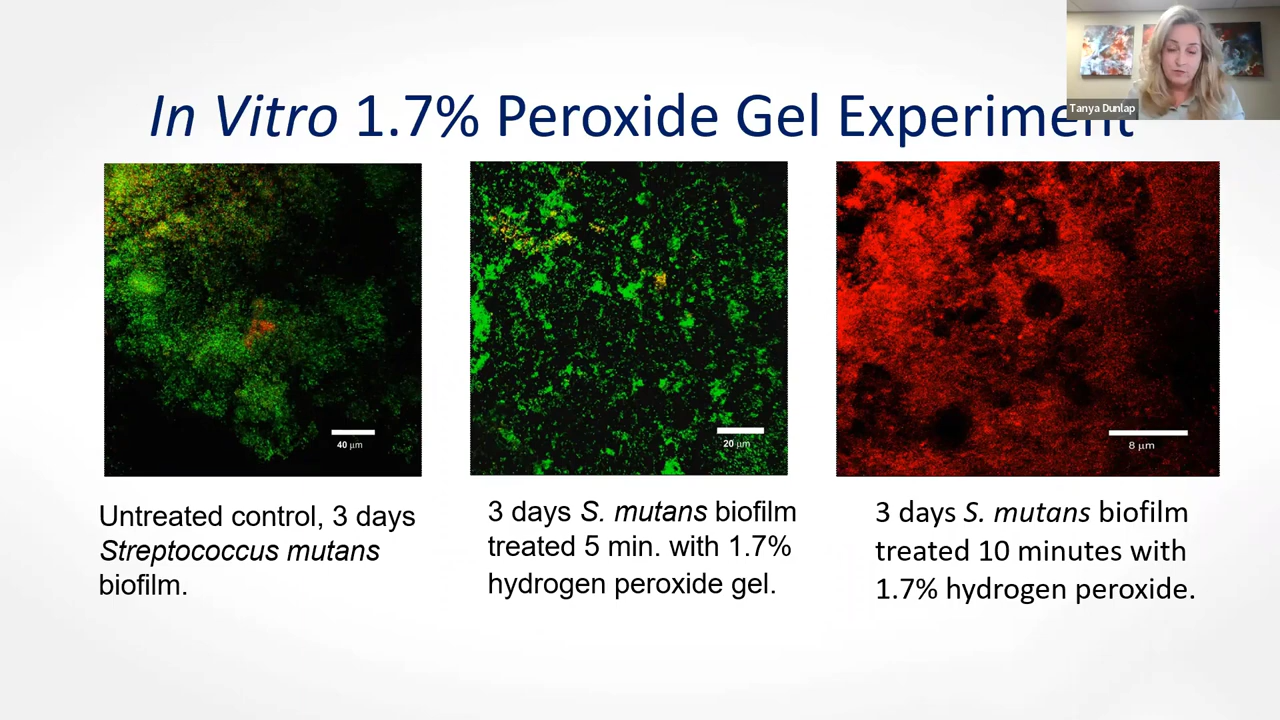 In Vitro 1.7% Peroxide Gel Experiment
Tanya Dunlap
40 μm
20 μm
8 μm
Untreated control, 3 days
Streptococcus mutans
biofilm.
3 days S. mutans biofilm
treated 5 min. with 1.7%
hydrogen peroxide gel.
3 days S. mutans biofilm
treated 10 minutes with
1.7% hydrogen peroxide.